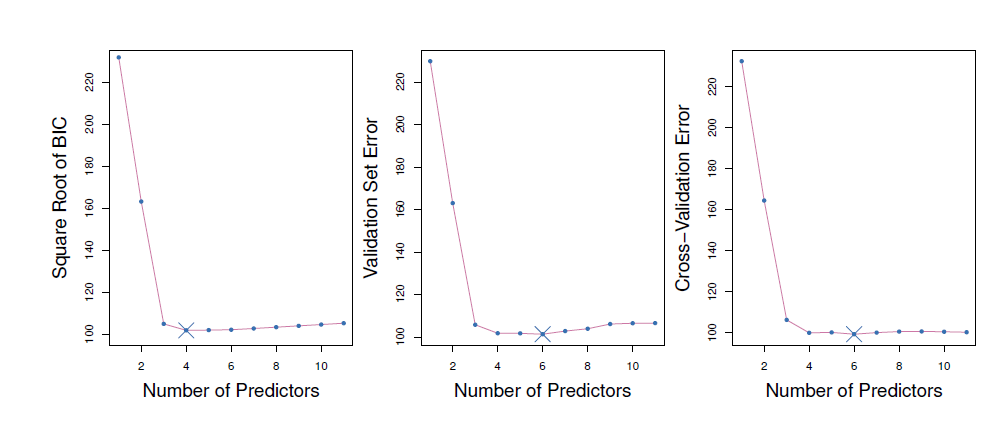 Square Root of BIC
220
200
180
160
140
120
100
2 4 6 8 10
Number of Predictors
Validation Set Error
220
200
180
160
140
120
100
2 4 6 8 10
Number of Predictors
Cross−Validation Error
220
200
180
160
140
120
100
2 4 6 8 10
Number of Predictors